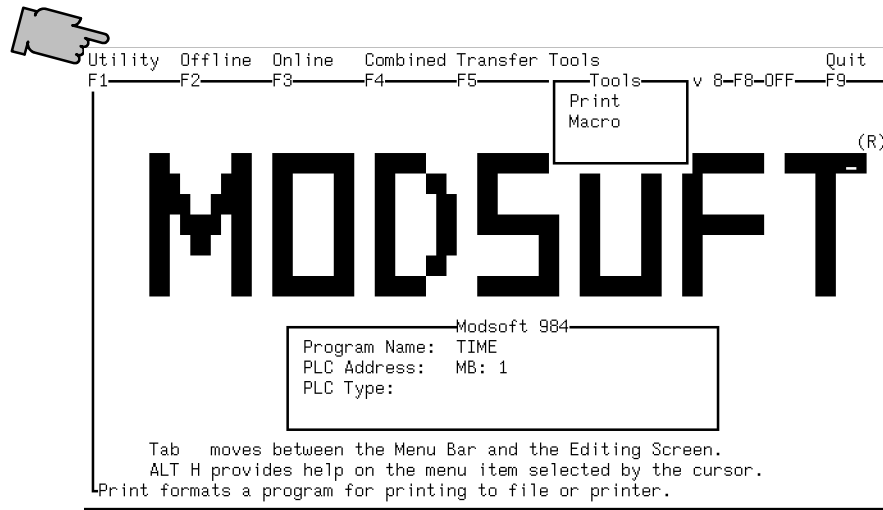 Utility Offline Online Combined Transfer Tools Quit
F1 F2 F3 F4 F5 Tools v 8-F8-OFF F9
Print
Macro
(R)
MODSOFT
Modsoft 984
Program Name: TIME
PLC Address: MB: 1
PLC Type:
Tab moves between the Menu Bar and the Editing Screen.
ALT H provides help on the menu item selected by the cursor.
Print formats a program for printing to file or printer.